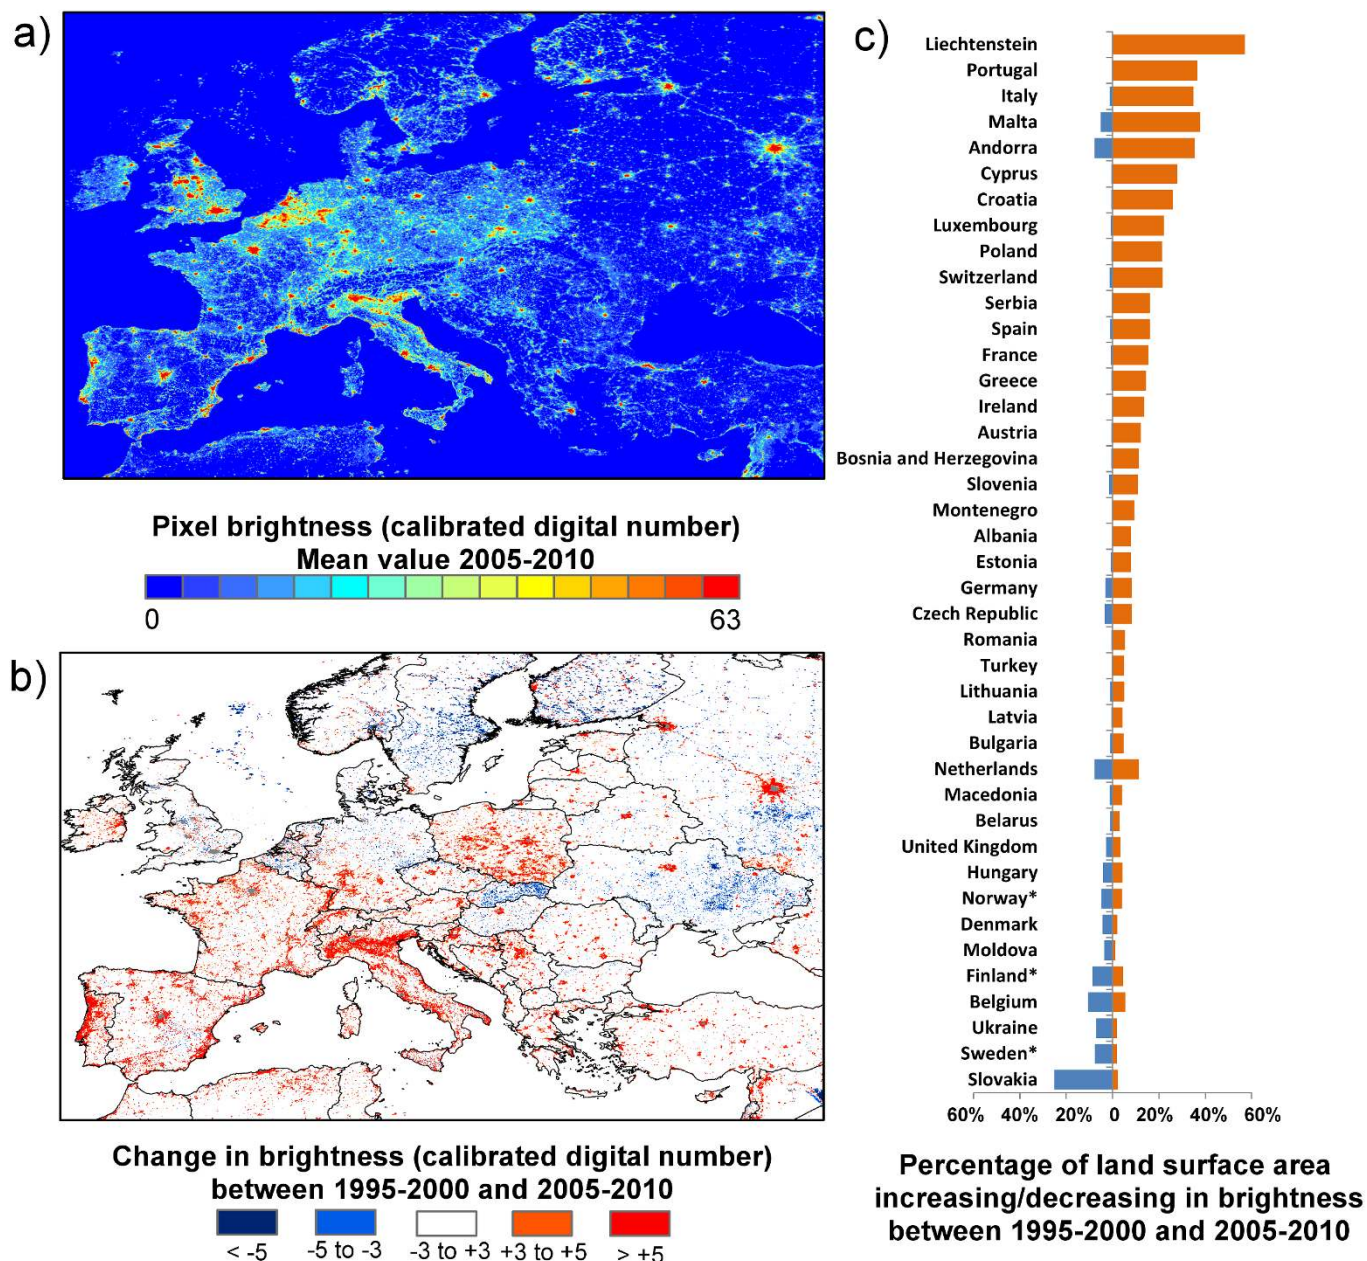 a)
Pixel brightness (calibrated digital number)
Mean value 2005-2010
0 63
b)
Change in brightness (calibrated digital number)
between 1995-2000 and 2005-2010
< -5 -5 to -3 -3 to +3 +3 to +5 > +5
c)
Liechtenstein
Portugal
Italy
Malta
Andorra
Cyprus
Croatia
Luxembourg
Poland
Switzerland
Serbia
Spain
France
Greece
Ireland
Austria
Bosnia and Herzegovina
Slovenia
Montenegro
Albania
Estonia
Germany
Czech Republic
Romania
Turkey
Lithuania
Latvia
Bulgaria
Netherlands
Macedonia
Belarus
United Kingdom
Hungary
Norway*
Denmark
Moldova
Finland*
Belgium
Ukraine
Sweden*
Slovakia
60% 40% 20% 0 20% 40% 60%
Percentage of land surface area
increasing/decreasing in brightness
between 1995-2000 and 2005-2010